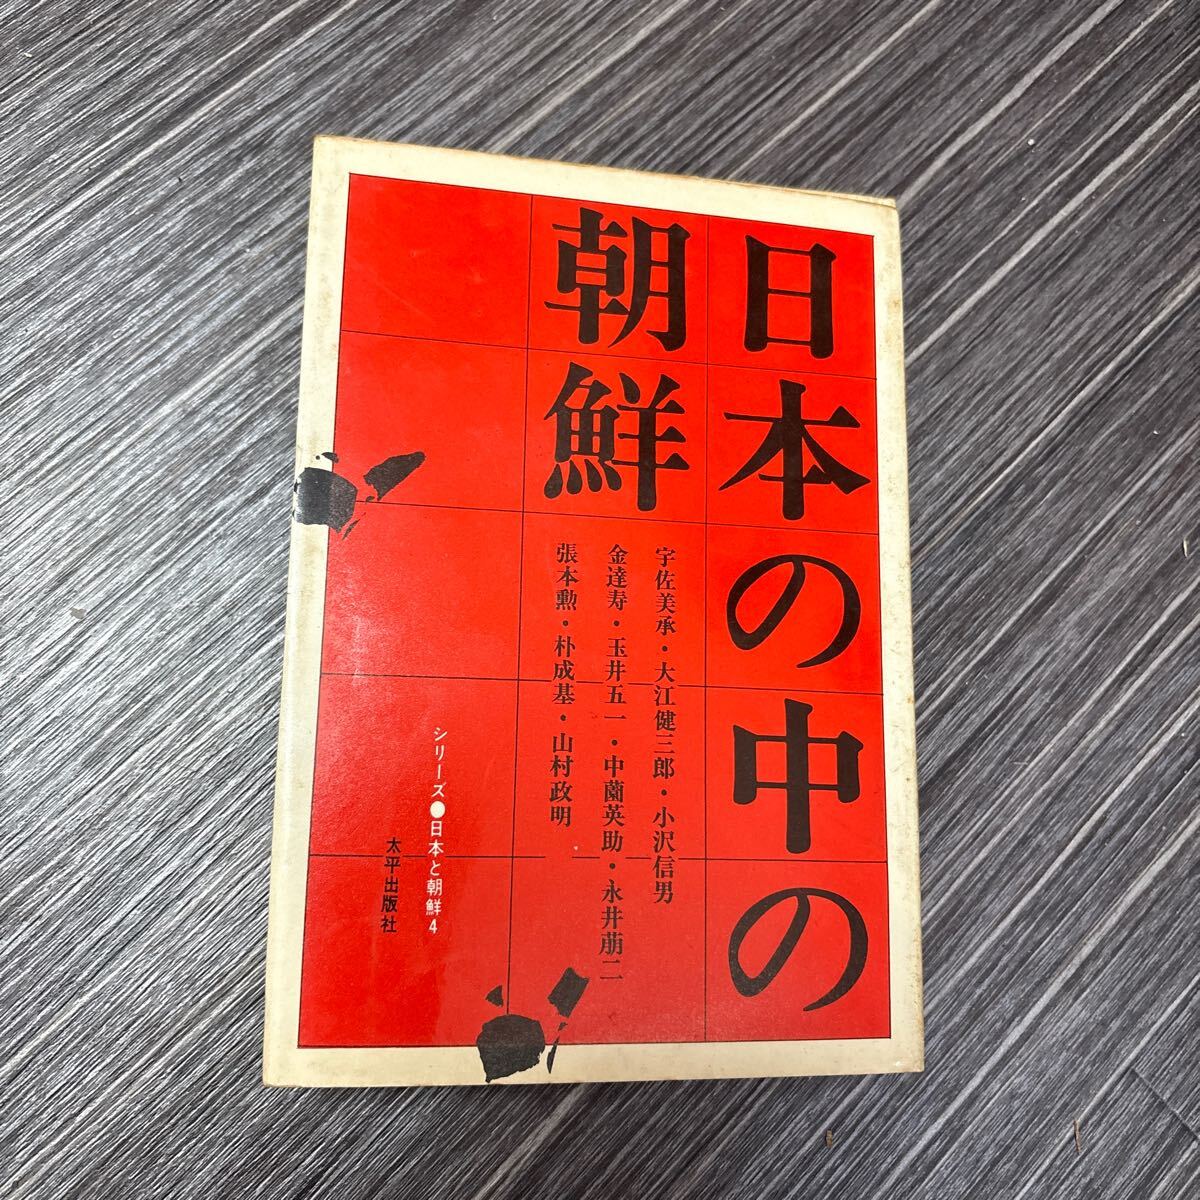 日本の中の
朝鮮
宇佐美承・大江健三郎・小沢信男
金達寿・玉井五一・中薗英助・永井萠二
張本勲・朴成基・山村政明
シリーズ●日本と朝鮮4
太平出版社